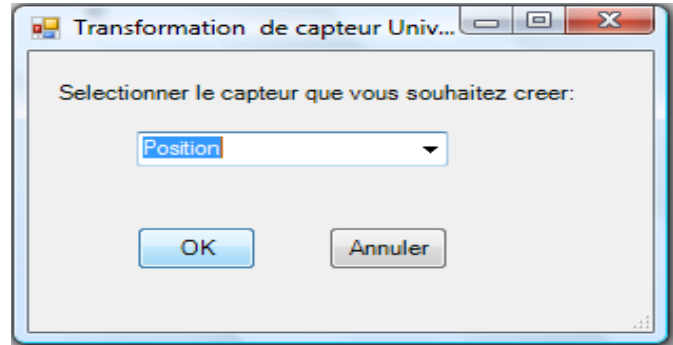 Transformation de capteur Univ...
Selectionner le capteur que vous souhaitez creer:
Position
OK Annuler